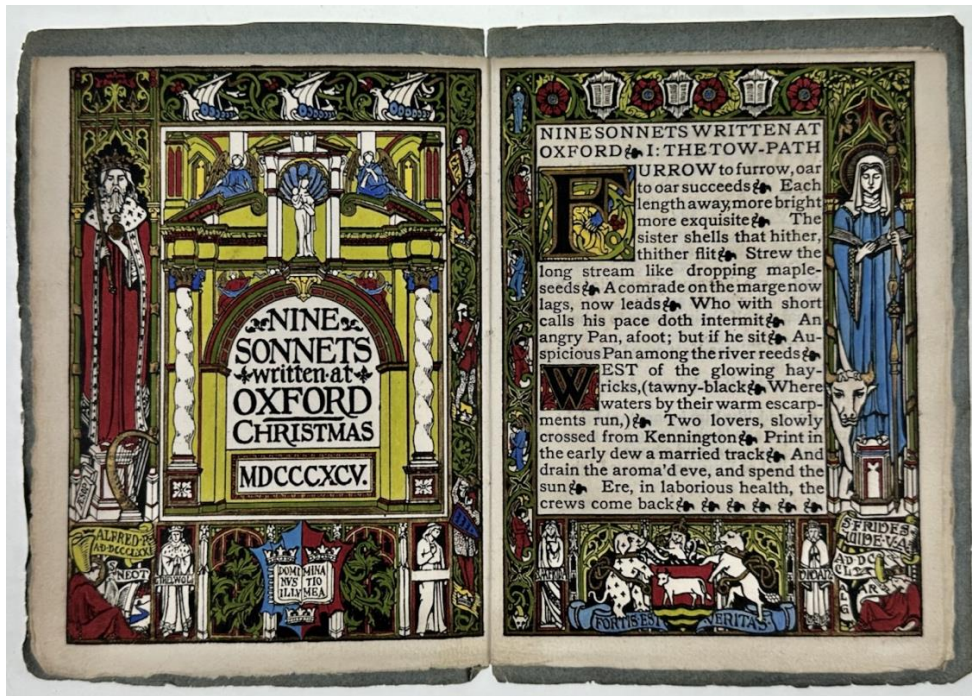 NINE
SONNETS
written·at
OXFORD
CHRISTMAS
MDCCCXCV.
ALFRED·R
S·NEOT
DOMI MINA
NVS TIO
ILLV MEA
NINE SONNETS WRITTEN AT
OXFORD I: THE TOW-PATH
FURROW to furrow, oar
to oar succeeds Each
length away, more bright
more exquisite The
sister shells that hither,
thither flit Strew the
long stream like dropping maple-
seeds A comrade on the marge now
lags, now leads Who with short
calls his pace doth intermit An
angry Pan, afoot; but if he sit Au-
spicious Pan among the river reeds
WEST of the glowing hay-
ricks, (tawny-black Where
waters by their warm escarp-
ments run,) Two lovers, slowly
crossed from Kennington Print in
the early dew a married track And
drain the aroma'd eve, and spend the
sun Ere, in laborious health, the
crews come back
S·FRIDES
WIDE·V·A
FORTIS·EST VERITAS